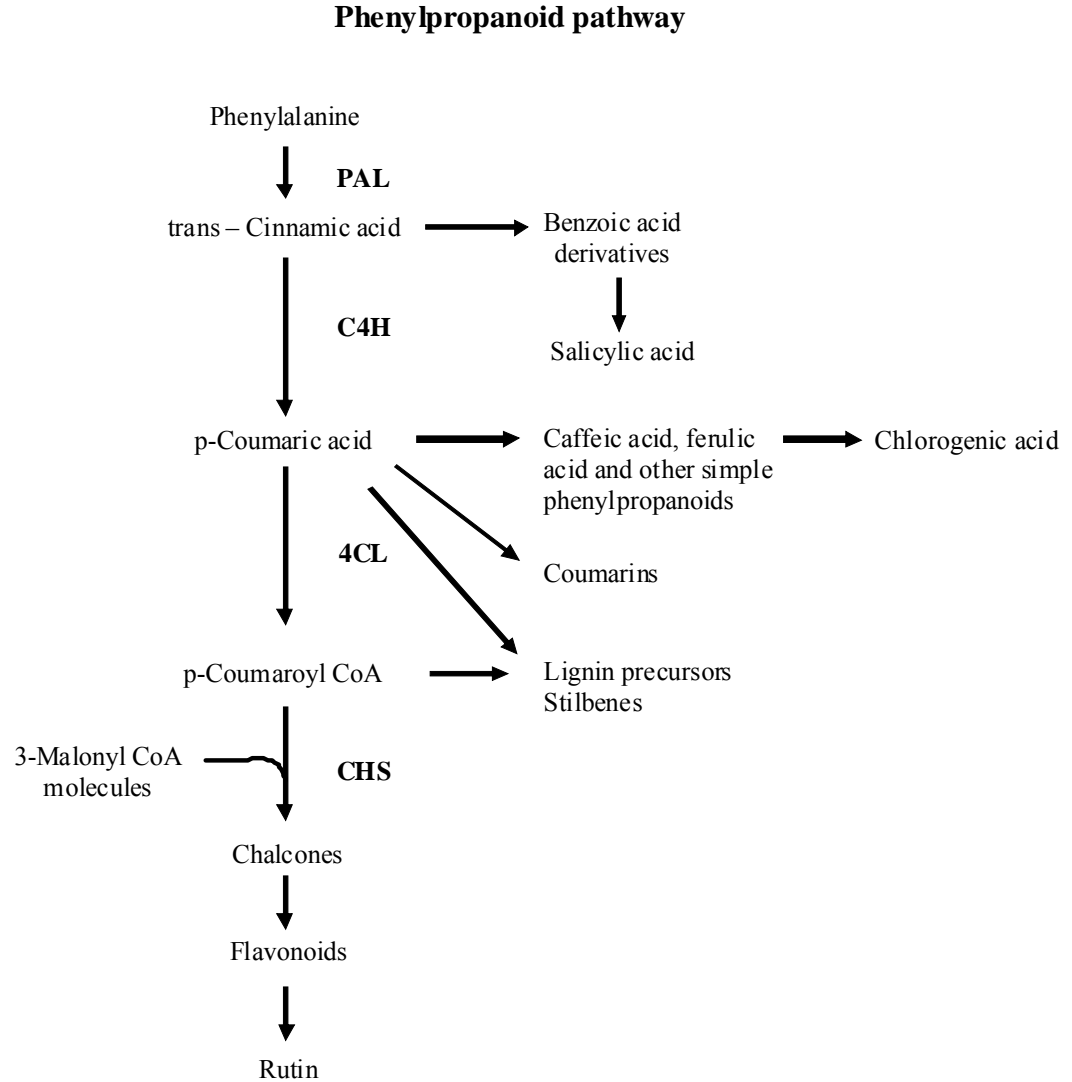 Phenylpropanoid pathway
Phenylalanine
PAL
trans – Cinnamic acid
Benzoic acid
derivatives
C4H
Salicylic acid
p-Coumaric acid
Caffeic acid, ferulic
acid and other simple
phenylpropanoids
Chlorogenic acid
4CL
Coumarins
p-Coumaroyl CoA
Lignin precursors
Stilbenes
3-Malonyl CoA
molecules
CHS
Chalcones
Flavonoids
Rutin